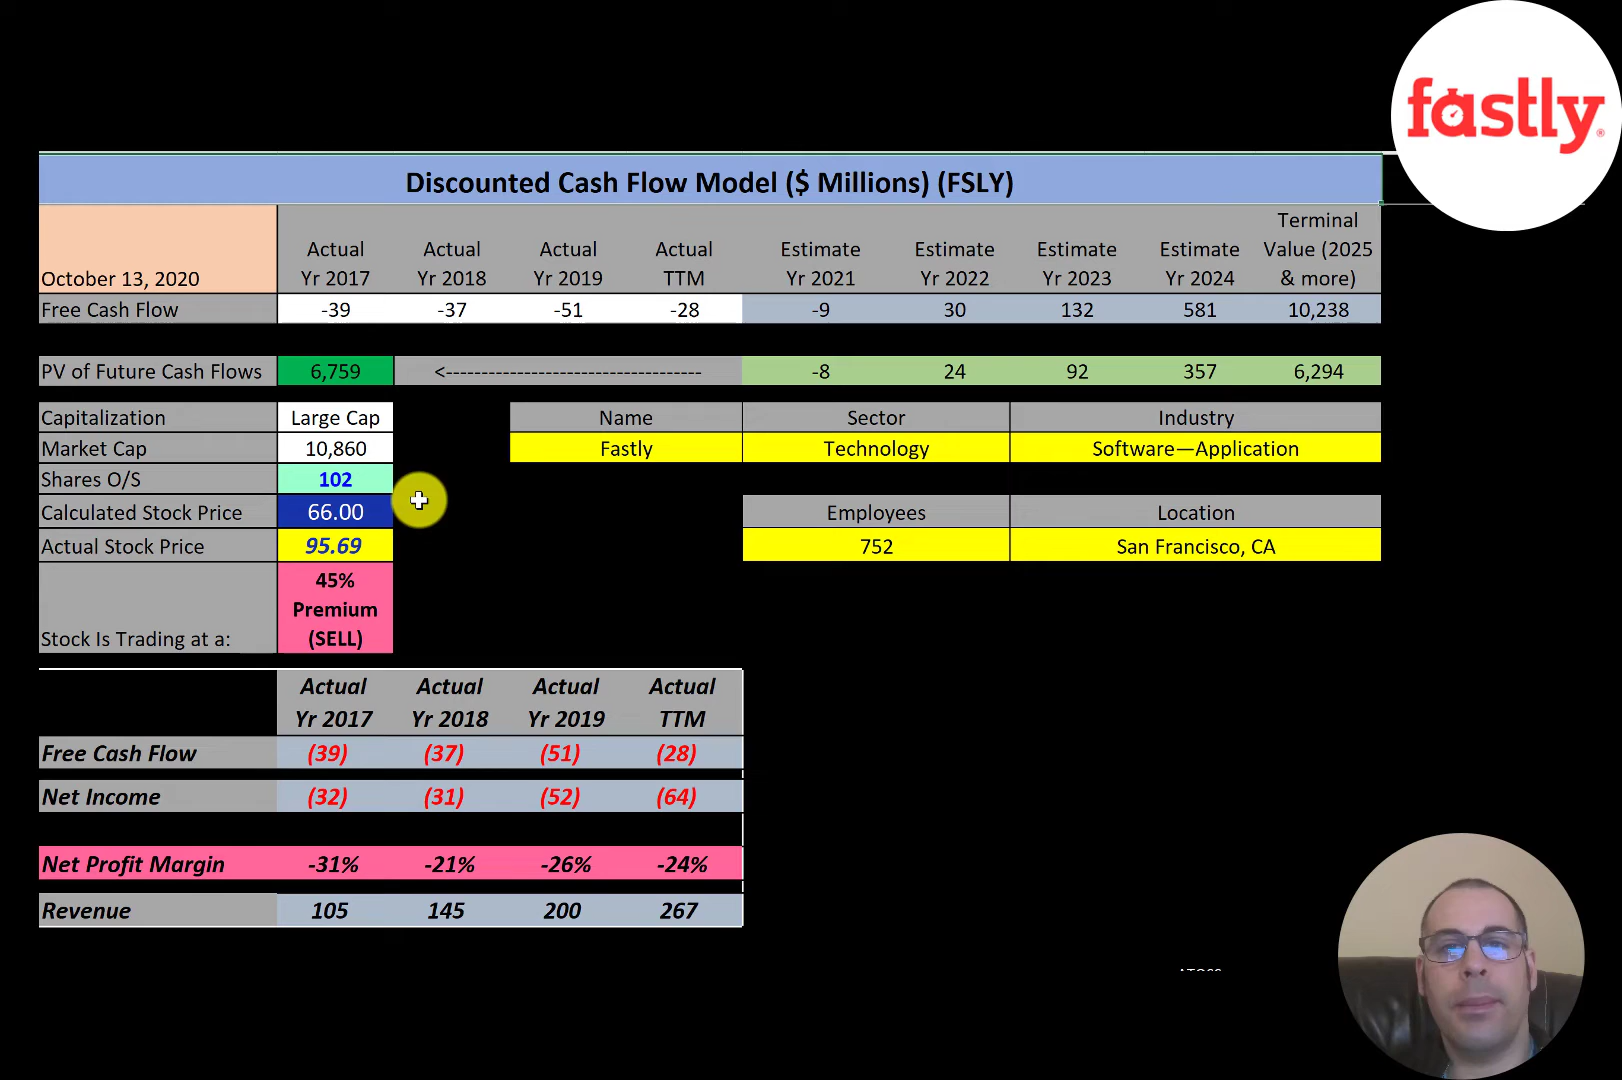 fastly®
Discounted Cash Flow Model ($ Millions) (FSLY)
October 13, 2020 Actual Yr 2017 Actual Yr 2018 Actual Yr 2019 Actual TTM Estimate Yr 2021 Estimate Yr 2022 Estimate Yr 2023 Estimate Yr 2024 Terminal Value (2025 & more)
Free Cash Flow -39 -37 -51 -28 -9 30 132 581 10,238
PV of Future Cash Flows 6,759 <------------------------------------ -8 24 92 357 6,294
Capitalization Large Cap Name Sector Industry
Market Cap 10,860 Fastly Technology Software—Application
Shares O/S 102
Calculated Stock Price 66.00 Employees Location
Actual Stock Price 95.69 752 San Francisco, CA
Stock Is Trading at a: 45% Premium (SELL)
Actual Yr 2017 Actual Yr 2018 Actual Yr 2019 Actual TTM
Free Cash Flow (39) (37) (51) (28)
Net Income (32) (31) (52) (64)
Net Profit Margin -31% -21% -26% -24%
Revenue 105 145 200 267